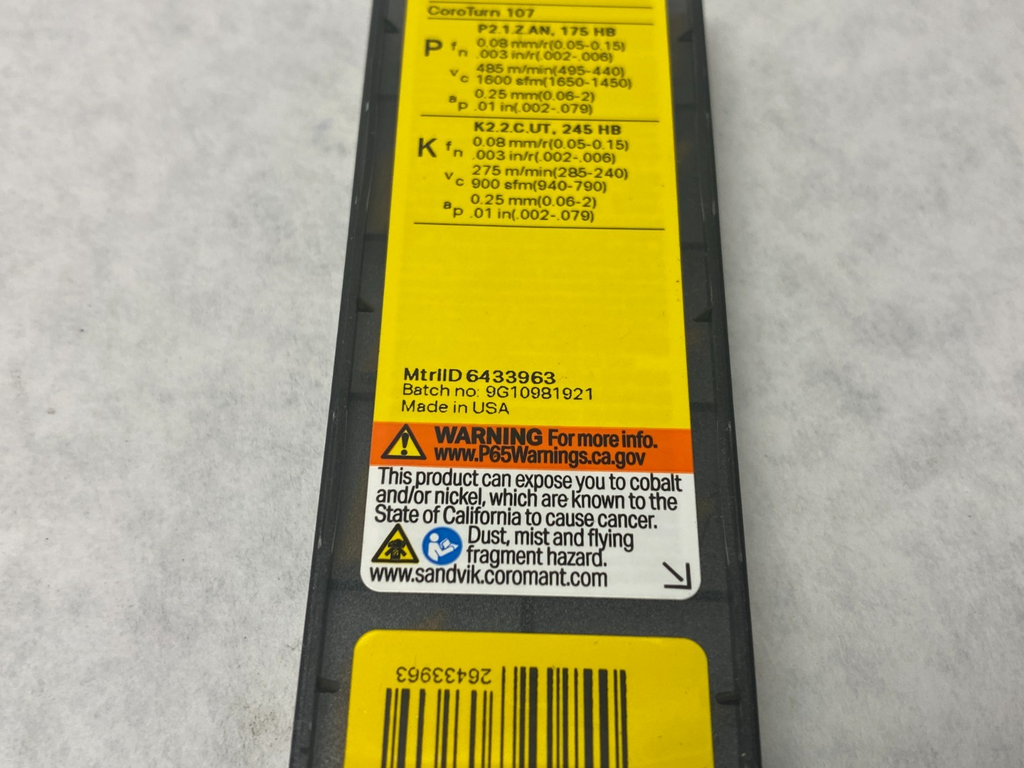 CoroTurn 107
P2.1.Z.AN, 175 HB
P fn 0.08 mm/r(0.05-0.15)
.003 in/r(.002-.006)
vc 485 m/min(495-440)
1600 sfm(1650-1450)
ap 0.25 mm(0.06-2)
.01 in(.002-.079)
K2.2.C.UT, 245 HB
K fn 0.08 mm/r(0.05-0.15)
.003 in/r(.002-.006)
vc 275 m/min(285-240)
900 sfm(940-790)
ap 0.25 mm(0.06-2)
.01 in(.002-.079)
MtrlID 6433963
Batch no: 9G10981921
Made in USA
WARNING For more info.
www.P65Warnings.ca.gov
This product can expose you to cobalt
and/or nickel, which are known to the
State of California to cause cancer.
Dust, mist and flying
fragment hazard.
www.sandvik.coromant.com
26433963